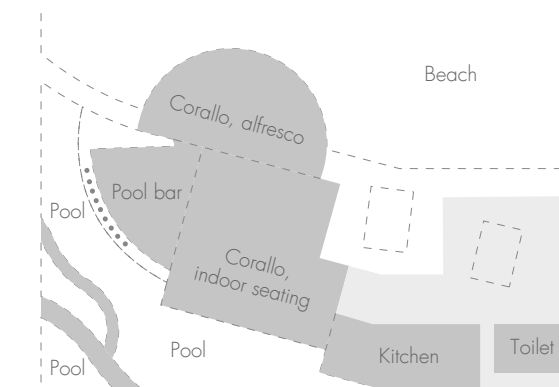 Beach
Corallo, alfresco
Pool bar
Pool
Corallo,
indoor seating
Pool
Kitchen
Toilet
Pool